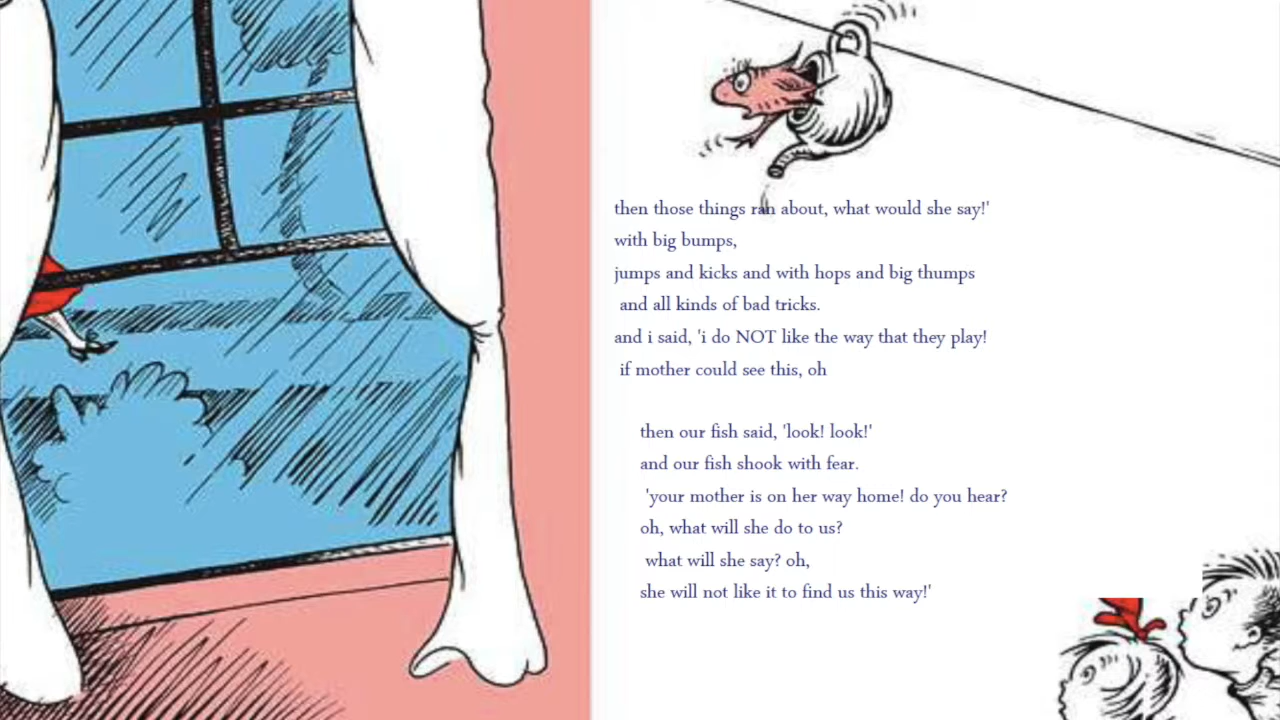 then those things ran about, what would she say!'
with big bumps,
jumps and kicks and with hops and big thumps
and all kinds of bad tricks.
and i said, 'i do NOT like the way that they play!
if mother could see this, oh
then our fish said, 'look! look!'
and our fish shook with fear.
'your mother is on her way home! do you hear?
oh, what will she do to us?
what will she say? oh,
she will not like it to find us this way!'